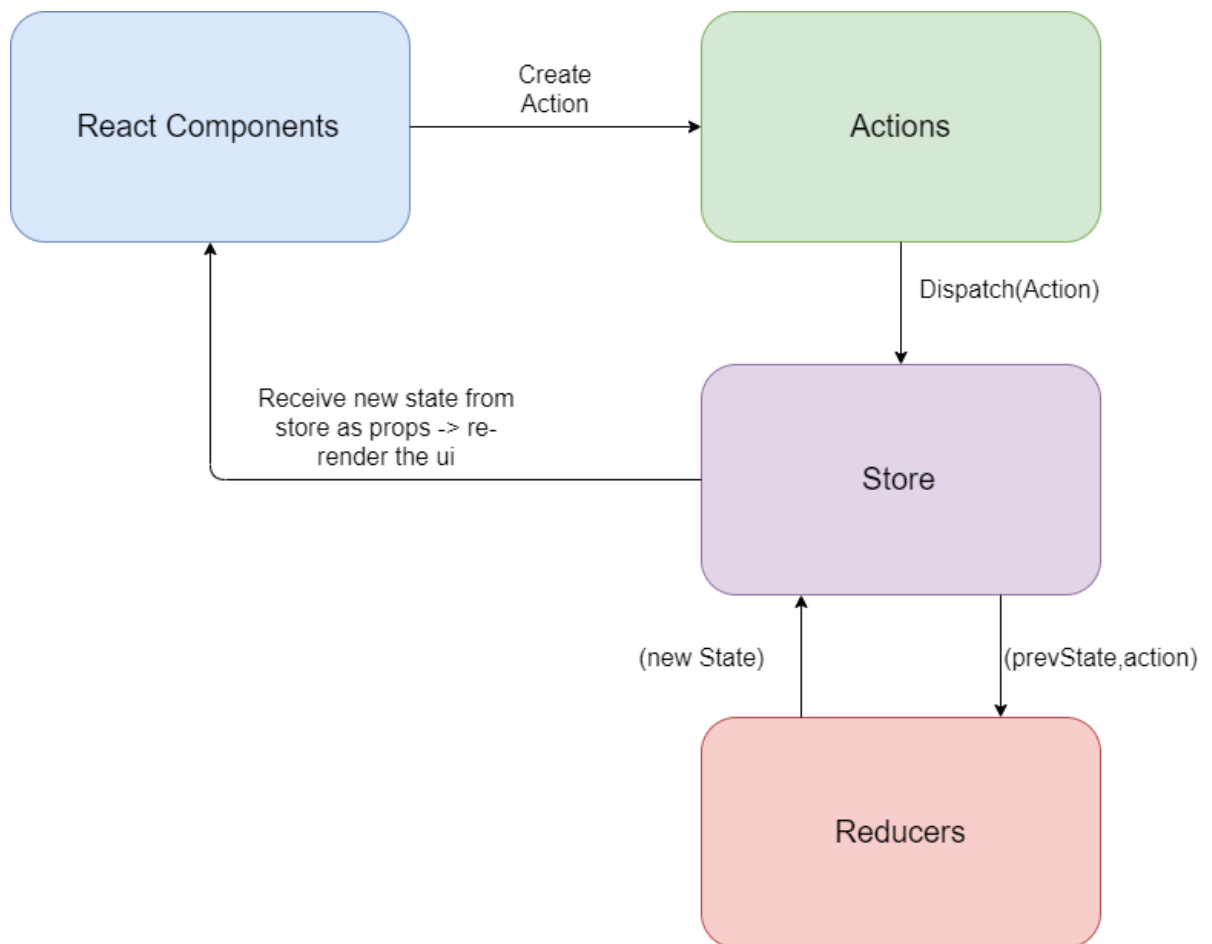 Create
Action
React Components
Actions
Dispatch(Action)
Receive new state from
store as props -> re-
render the ui
Store
(new State)
(prevState,action)
Reducers